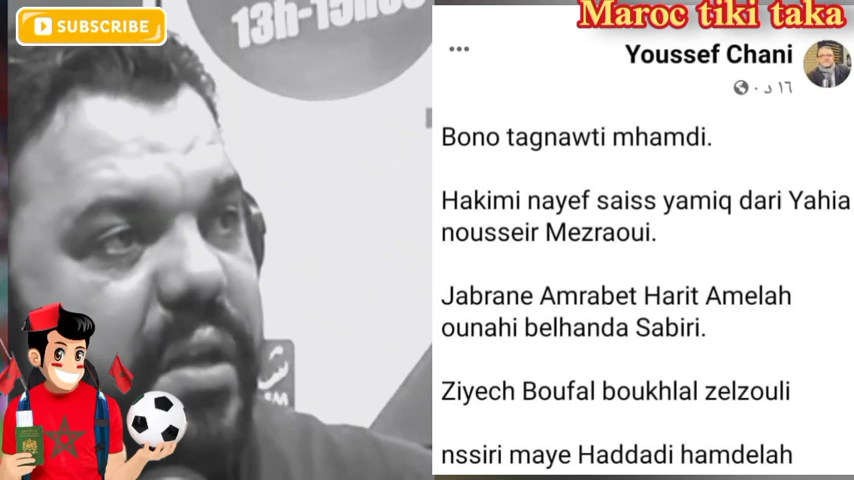 SUBSCRIBE
13h-15h00
Maroc tiki taka
Youssef Chani
١٦ د
Bono tagnawti mhamdi.
Hakimi nayef saiss yamiq dari Yahia
nousseir Mezraoui.
Jabrane Amrabet Harit Amelah
ounahi belhanda Sabiri.
Ziyech Boufal boukhlal zelzouli
nssiri maye Haddadi hamdelah